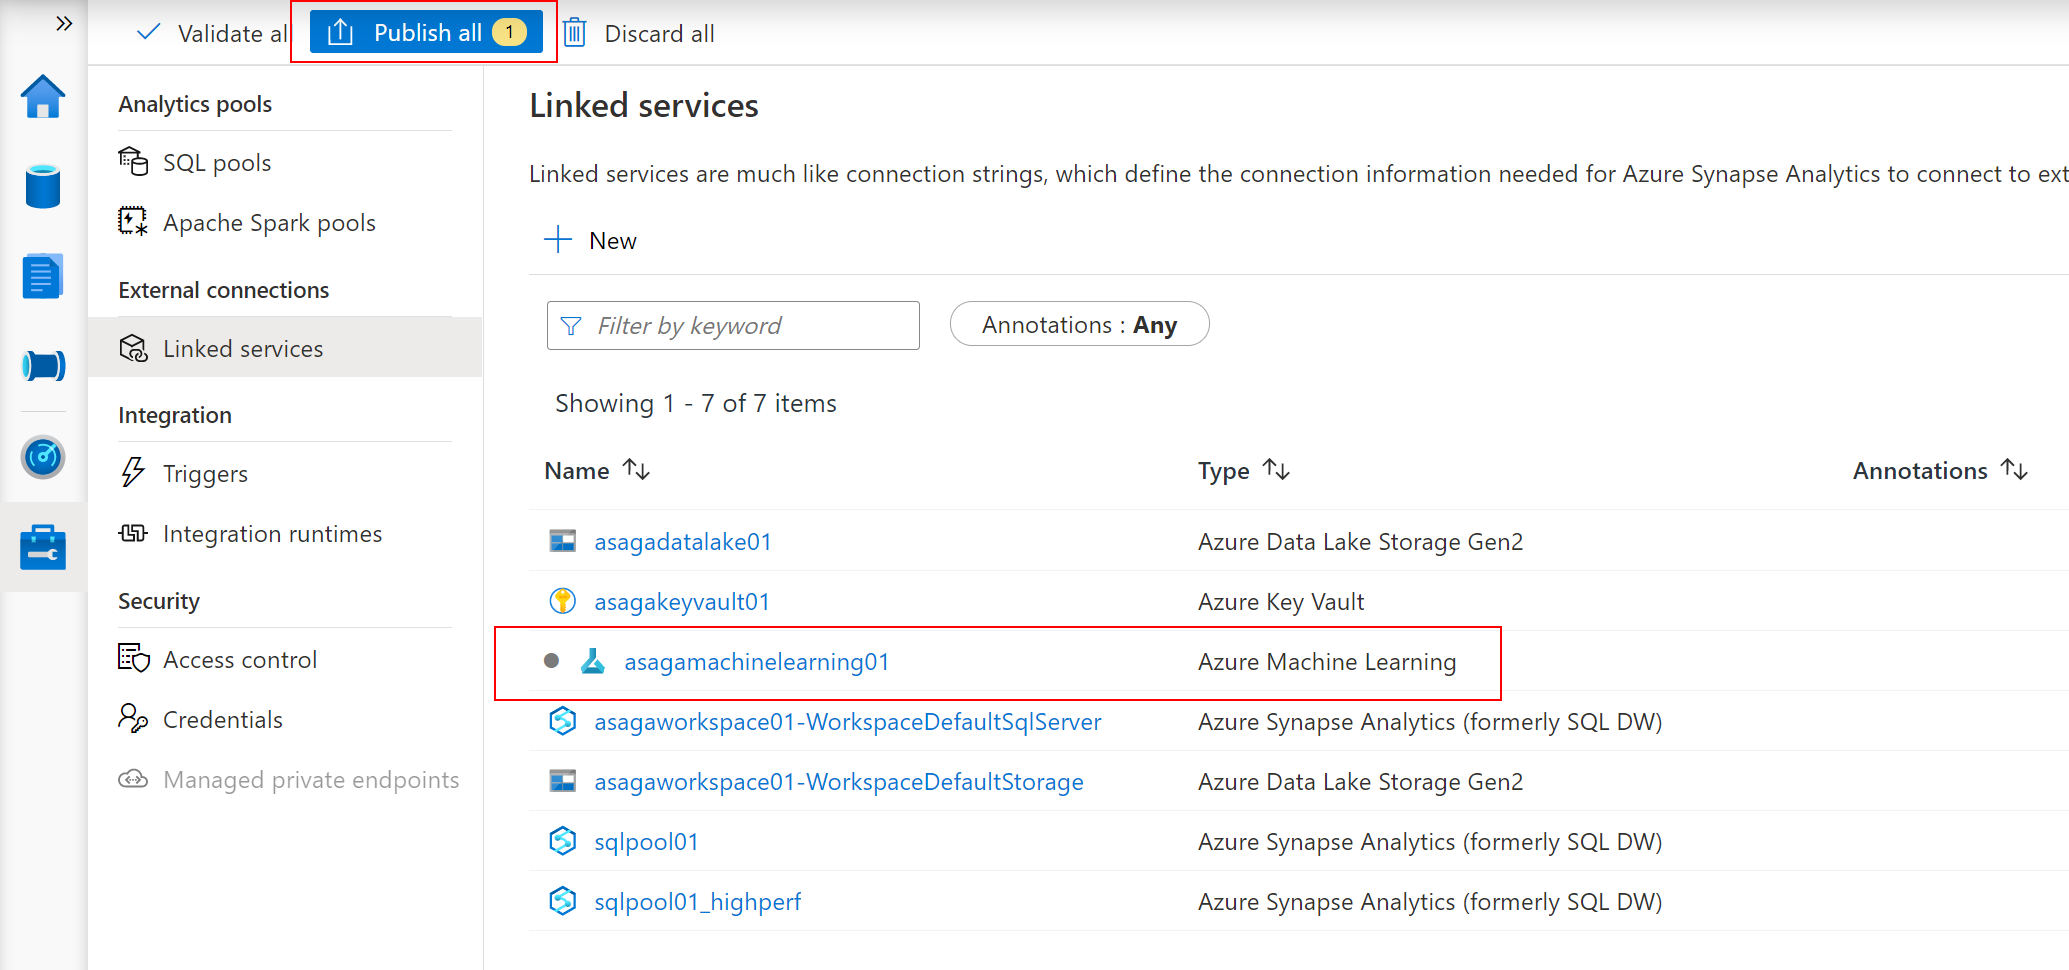 Validate al
Publish all 1
Discard all
Analytics pools
SQL pools
Apache Spark pools
External connections
Linked services
Integration
Triggers
Integration runtimes
Security
Access control
Credentials
Managed private endpoints
Linked services
Linked services are much like connection strings, which define the connection information needed for Azure Synapse Analytics to connect to ext
New
Filter by keyword
Annotations : Any
Showing 1 - 7 of 7 items
Name Type Annotations
asagadatalake01 Azure Data Lake Storage Gen2
asagakeyvault01 Azure Key Vault
asagamachinelearning01 Azure Machine Learning
asagaworkspace01-WorkspaceDefaultSqlServer Azure Synapse Analytics (formerly SQL DW)
asagaworkspace01-WorkspaceDefaultStorage Azure Data Lake Storage Gen2
sqlpool01 Azure Synapse Analytics (formerly SQL DW)
sqlpool01_highperf Azure Synapse Analytics (formerly SQL DW)